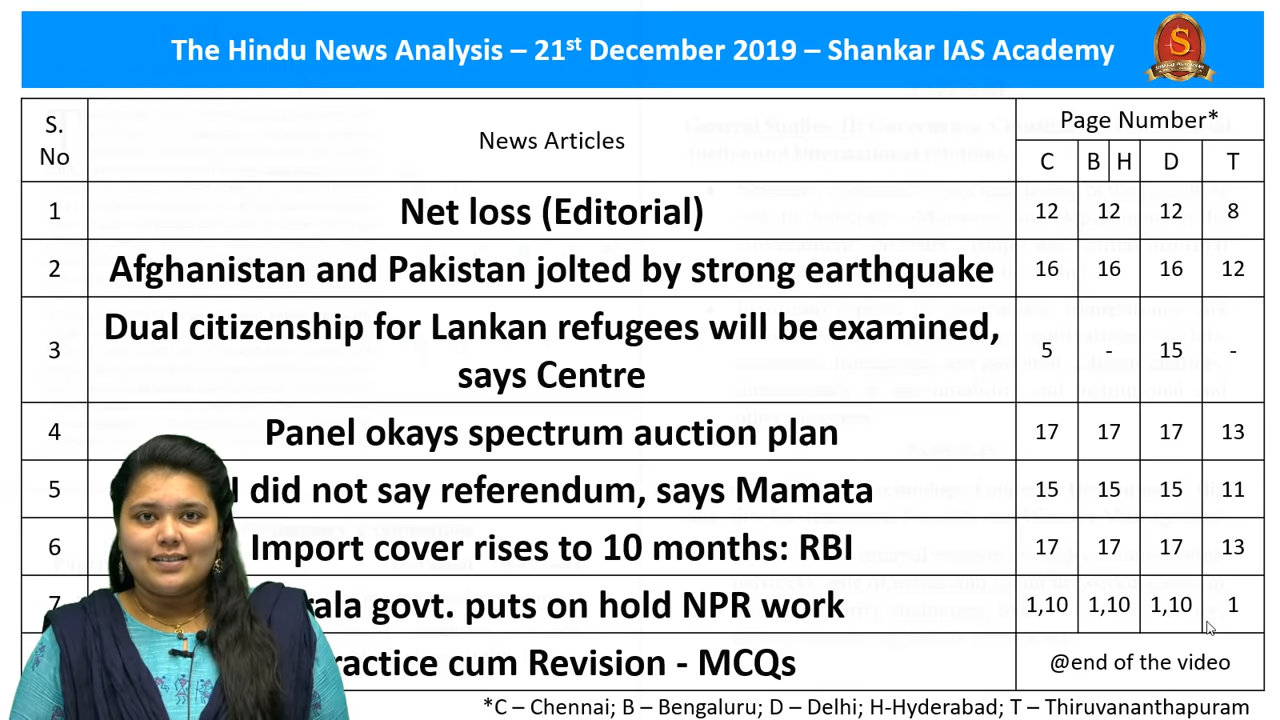 The Hindu News Analysis – 21st December 2019 – Shankar IAS Academy
S. No News Articles Page Number*
C B H D T
1 Net loss (Editorial) 12 12 12 8
2 Afghanistan and Pakistan jolted by strong earthquake 16 16 16 12
3 Dual citizenship for Lankan refugees will be examined,
says Centre 5 - 15 -
4 Panel okays spectrum auction plan 17 17 17 13
5 I did not say referendum, says Mamata 15 15 15 11
6 Import cover rises to 10 months: RBI 17 17 17 13
7 rala govt. puts on hold NPR work 1,10 1,10 1,10 1
ractice cum Revision - MCQs @end of the video
*C – Chennai; B – Bengaluru; D – Delhi; H-Hyderabad; T – Thiruvananthapuram